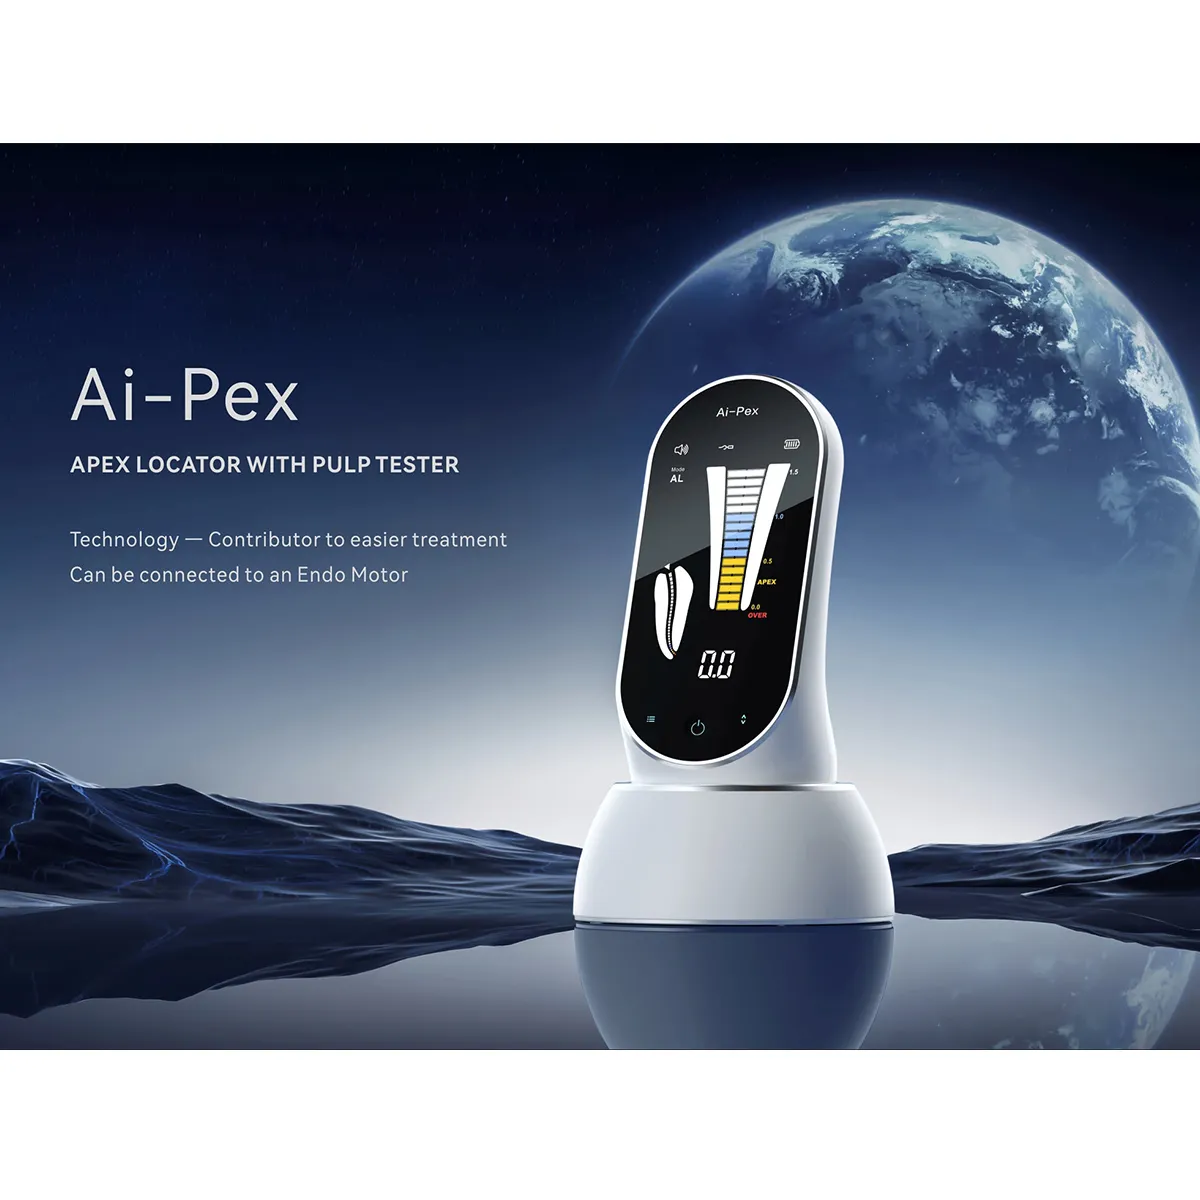 Ai-Pex
APEX LOCATOR WITH PULP TESTER
Technology — Contributor to easier treatment
Can be connected to an Endo Motor
Ai-Pex
Mode
AL
1.5
1.0
0.5
APEX
0.0
OVER
0.0